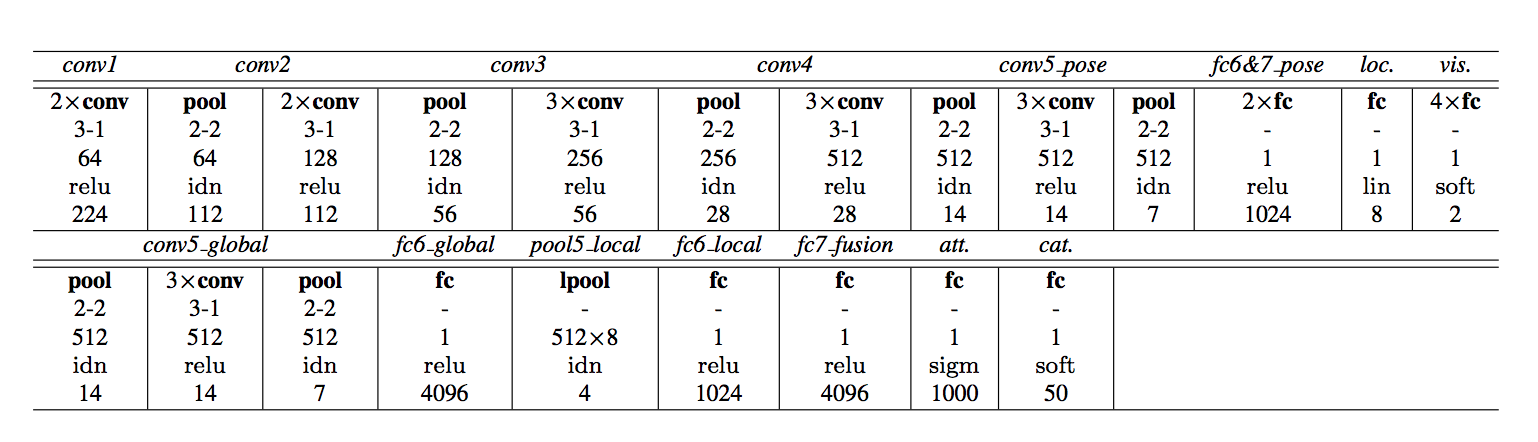 conv1 conv2 conv3 conv4 conv5_pose fc6&7_pose loc. vis.
2×conv pool 2×conv pool 3×conv pool 3×conv pool 3×conv pool 2×fc fc 4×fc
3-1 2-2 3-1 2-2 3-1 2-2 3-1 2-2 3-1 2-2 - - -
64 64 128 128 256 256 512 512 512 512 1 1 1
relu idn relu idn relu idn relu idn relu idn relu lin soft
224 112 112 56 56 28 28 14 14 7 1024 8 2
conv5_global fc6_global pool5_local fc6_local fc7_fusion att. cat.
pool 3×conv pool fc lpool fc fc fc fc
2-2 3-1 2-2 - - - - - -
512 512 512 1 512×8 1 1 1 1
idn relu idn relu idn relu relu sigm soft
14 14 7 4096 4 1024 4096 1000 50